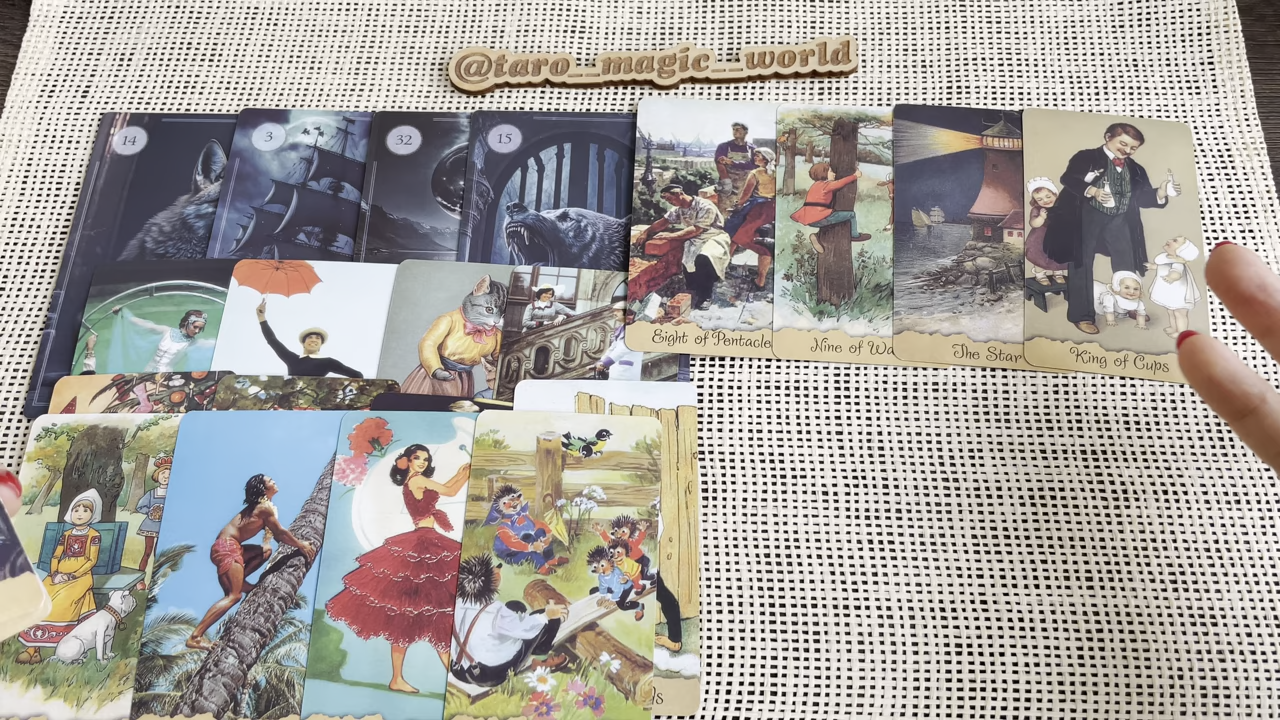 @taro_magic_world
14
3
32
15
Eight of Pentacle
Nine of Wa
The Star
King of Cups